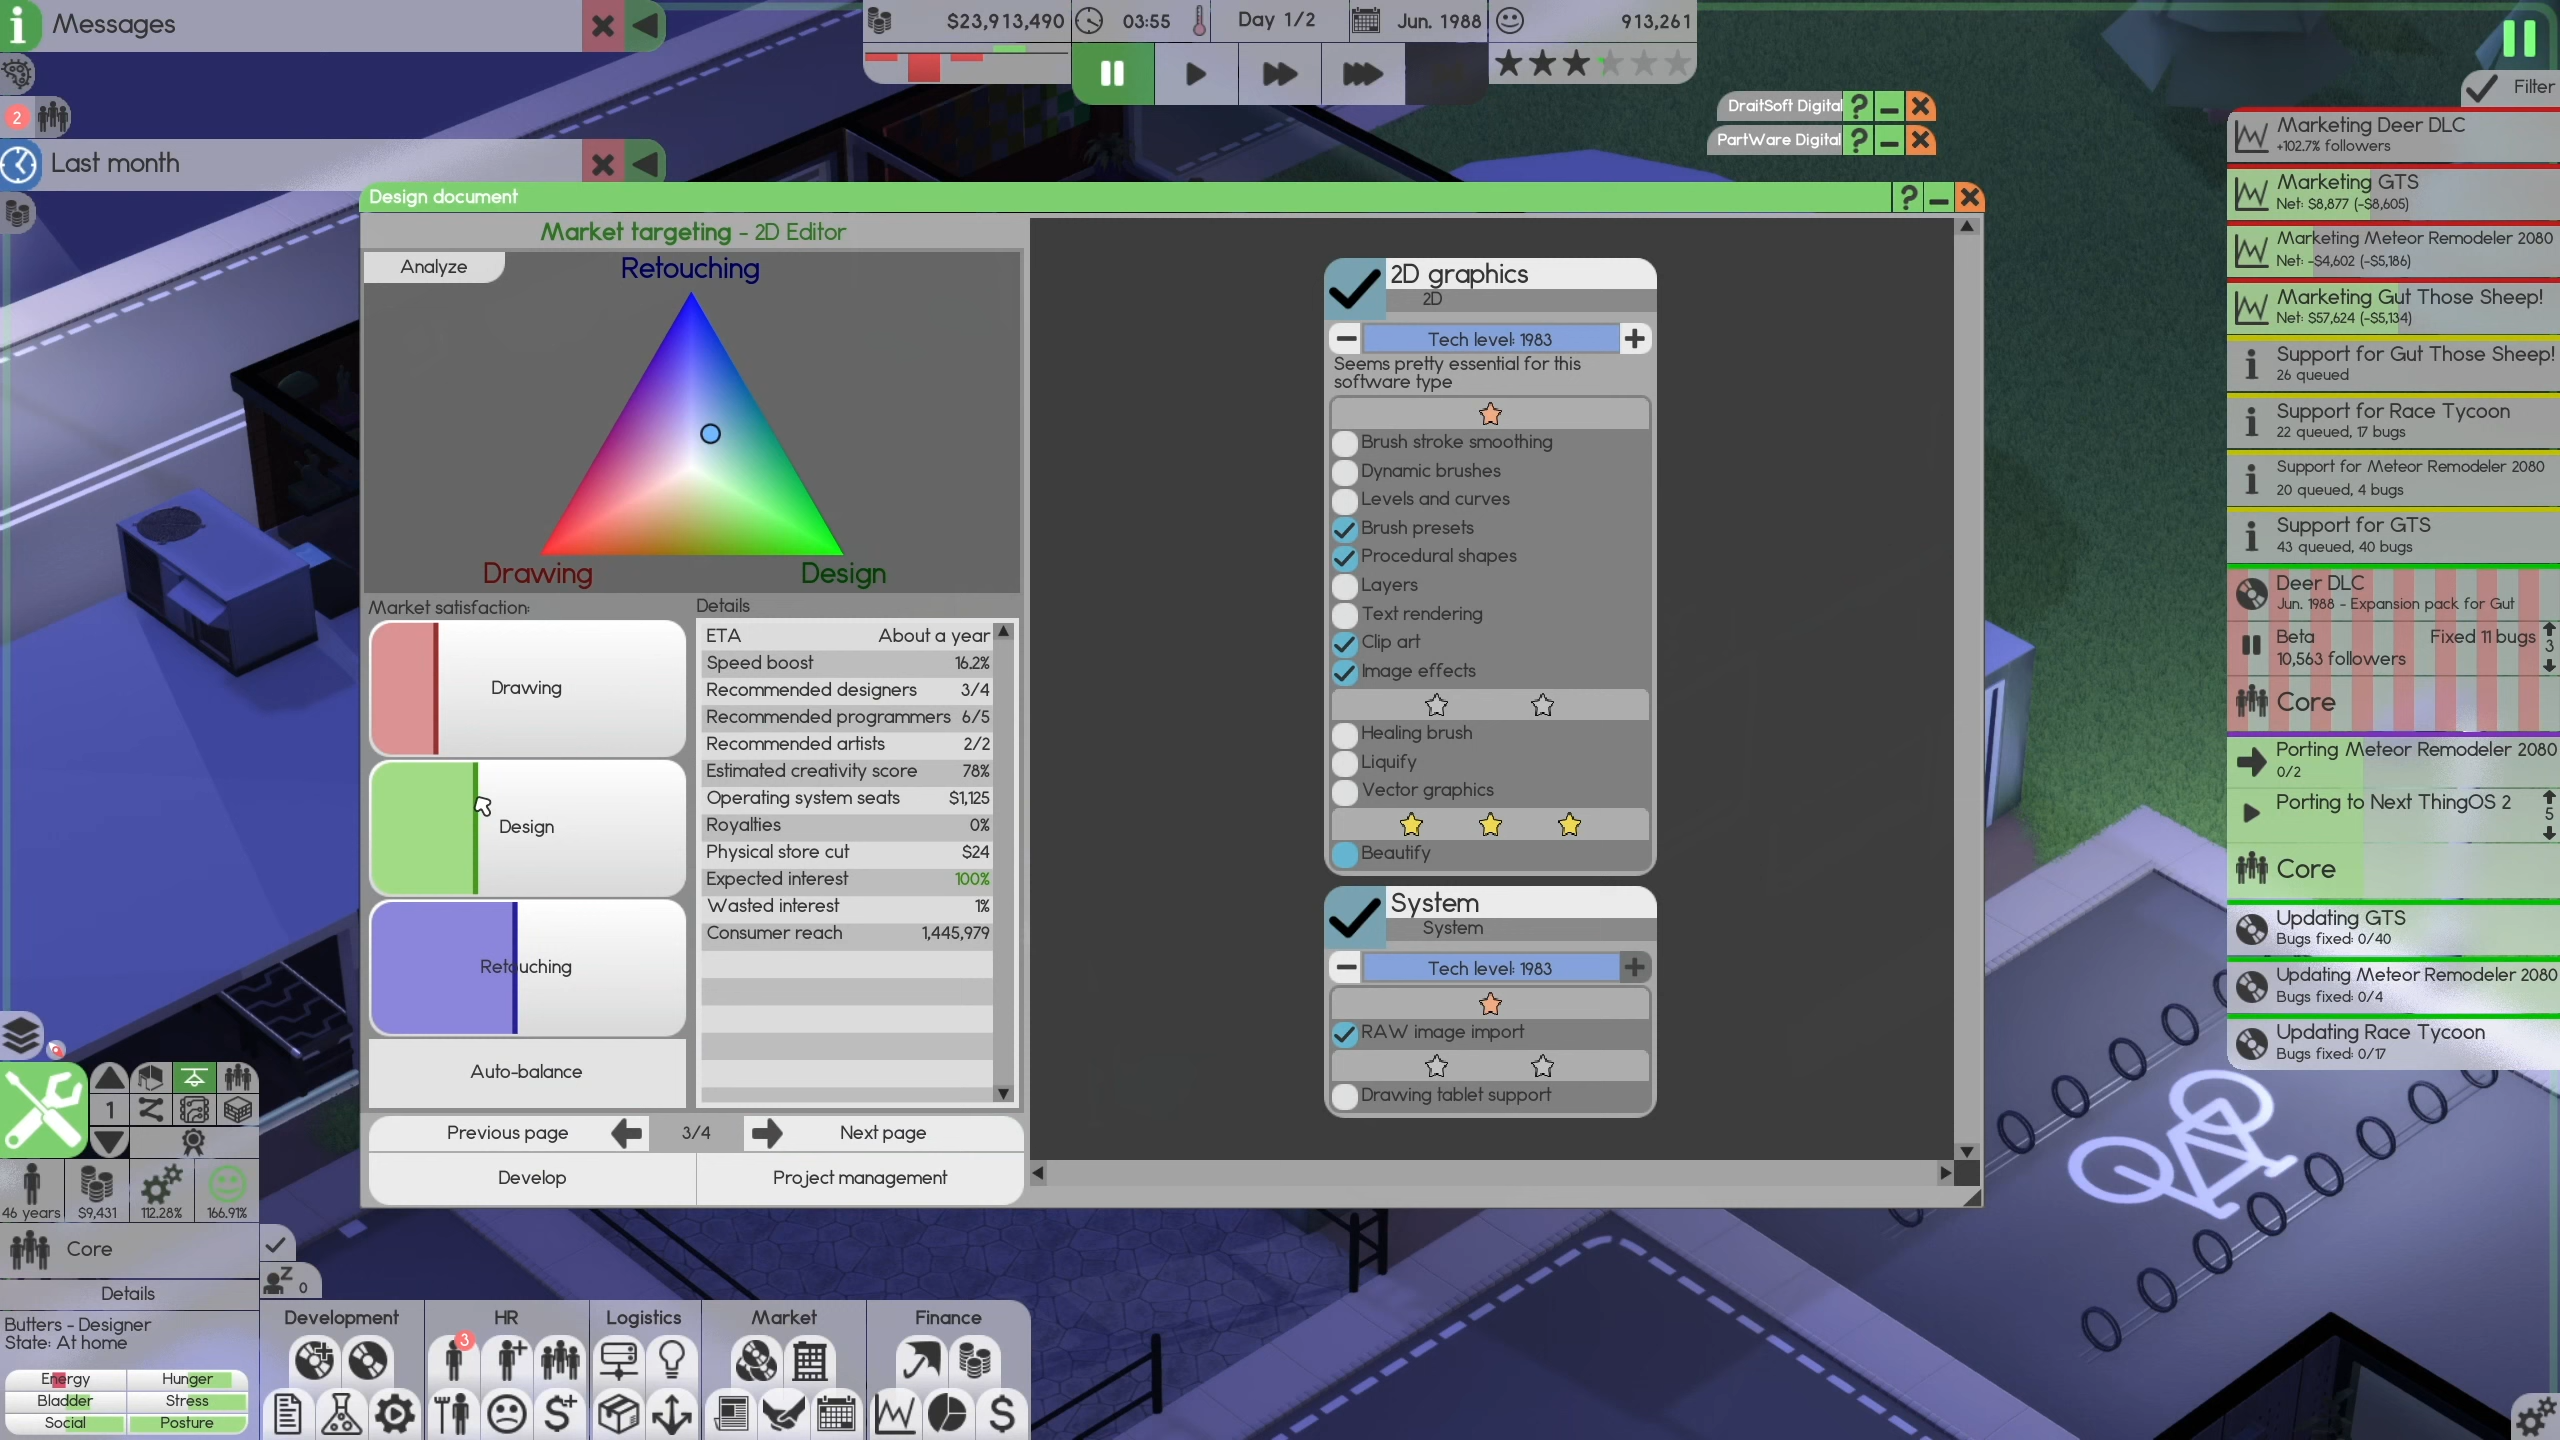 Messages
2
Last month
$23,913,490
03:55
Day 1/2
Jun. 1988
913,261
DraitSoft Digital
?
PartWare Digital
?
Filter
Design document
?
Market targeting - 2D Editor
Analyze
Retouching
Drawing
Design
Market satisfaction:
Drawing
Design
Retouching
Auto-balance
Details
ETA About a year
Speed boost 16.2%
Recommended designers 3/4
Recommended programmers 6/5
Recommended artists 2/2
Estimated creativity score 78%
Operating system seats $1,125
Royalties 0%
Physical store cut $24
Expected interest 100%
Wasted interest 1%
Consumer reach 1,445,979
Previous page
3/4
Next page
Develop
Project management
2D graphics
2D
Tech level: 1983
Seems pretty essential for this
software type
Brush stroke smoothing
Dynamic brushes
Levels and curves
Brush presets
Procedural shapes
Layers
Text rendering
Clip art
Image effects
Healing brush
Liquify
Vector graphics
Beautify
System
System
Tech level: 1983
RAW image import
Drawing tablet support
Marketing Deer DLC
+102.7% followers
Marketing GTS
Net: $8,877 (-$8,605)
Marketing Meteor Remodeler 2080
Net: -$4,602 (-$5,186)
Marketing Gut Those Sheep!
Net: $57,624 (-$5,134)
Support for Gut Those Sheep!
26 queued
Support for Race Tycoon
22 queued, 17 bugs
Support for Meteor Remodeler 2080
20 queued, 4 bugs
Support for GTS
43 queued, 40 bugs
Deer DLC
Jun. 1988 - Expansion pack for Gut
Beta Fixed 11 bugs
10,563 followers
3
Core
Porting Meteor Remodeler 2080
0/2
Porting to Next ThingOS 2
5
Core
Updating GTS
Bugs fixed: 0/40
Updating Meteor Remodeler 2080
Bugs fixed: 0/4
Updating Race Tycoon
Bugs fixed: 0/17
1
46 years
$9,431
112.28%
166.91%
Core
Details
Butters - Designer
State: At home
Energy
Hunger
Bladder
Stress
Social
Posture
Z
0
Development
HR
Logistics
Market
Finance
3